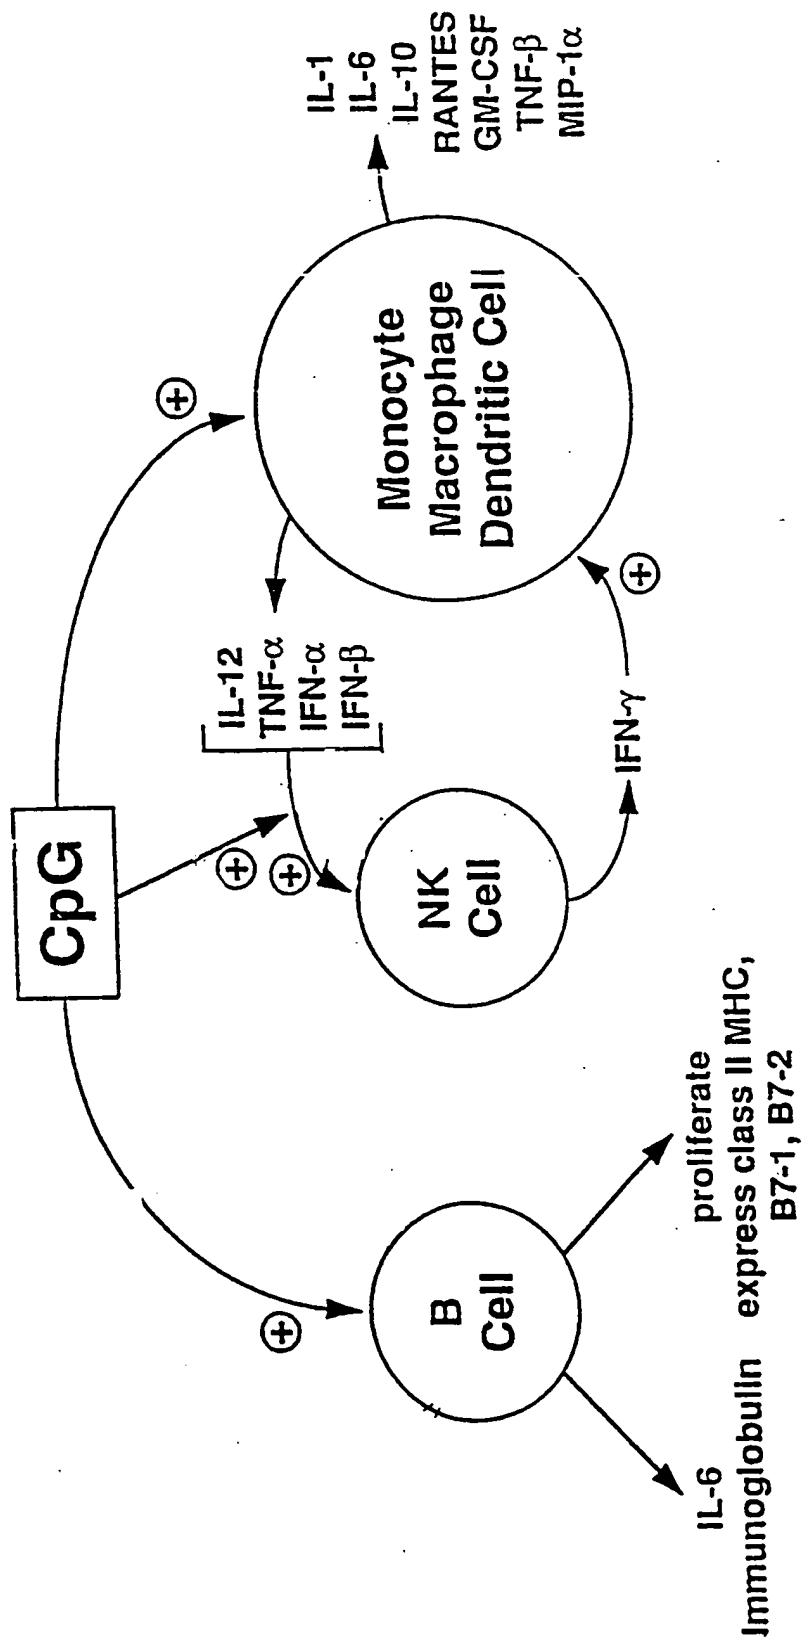 CpG
+
+
+
+
+
B
Cell
NK
Cell
Monocyte
Macrophage
Dendritic Cell
IL-12
TNF-α
IFN-α
IFN-β
IFN-γ
IL-1
IL-6
IL-10
RANTES
GM-CSF
TNF-β
MIP-1α
IL-6
Immunoglobulin
proliferate
express class II MHC,
B7-1, B7-2